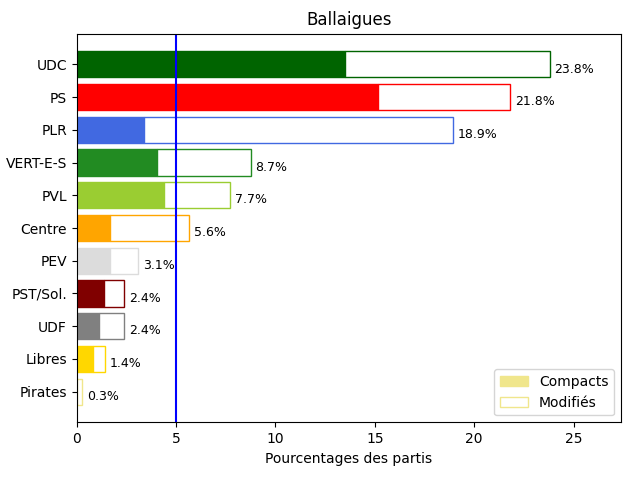 Ballaigues
UDC 23.8%
PS 21.8%
PLR 18.9%
VERT-E-S 8.7%
PVL 7.7%
Centre 5.6%
PEV 3.1%
PST/Sol. 2.4%
UDF 2.4%
Libres 1.4%
Pirates 0.3%
Compacts
Modifiés
0 5 10 15 20 25
Pourcentages des partis